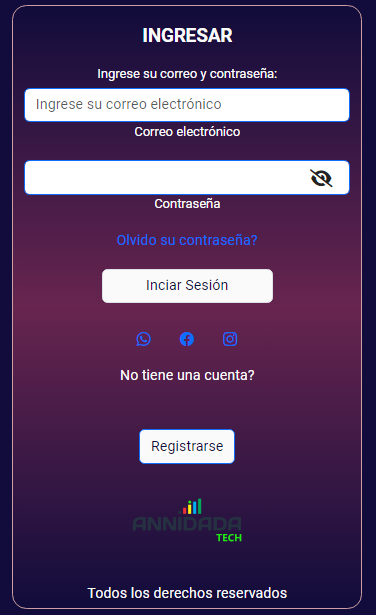 INGRESAR
Ingrese su correo y contraseña:
Ingrese su correo electrónico
Correo electrónico
Contraseña
Olvido su contraseña?
Inciar Sesión
No tiene una cuenta?
Registrarse
ANNIDADA
TECH
Todos los derechos reservados